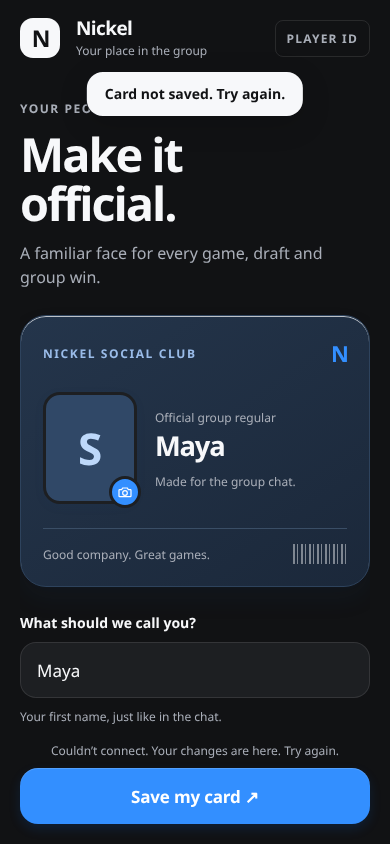 N
Nickel
Your place in the group
PLAYER ID
Card not saved. Try again.
YOUR
Make it
official.
A familiar face for every game, draft and
group win.
NICKEL SOCIAL CLUB
N
S
Official group regular
Maya
Made for the group chat.
Good company. Great games.
What should we call you?
Maya
Your first name, just like in the chat.
Couldn’t connect. Your changes are here. Try again.
Save my card ↗